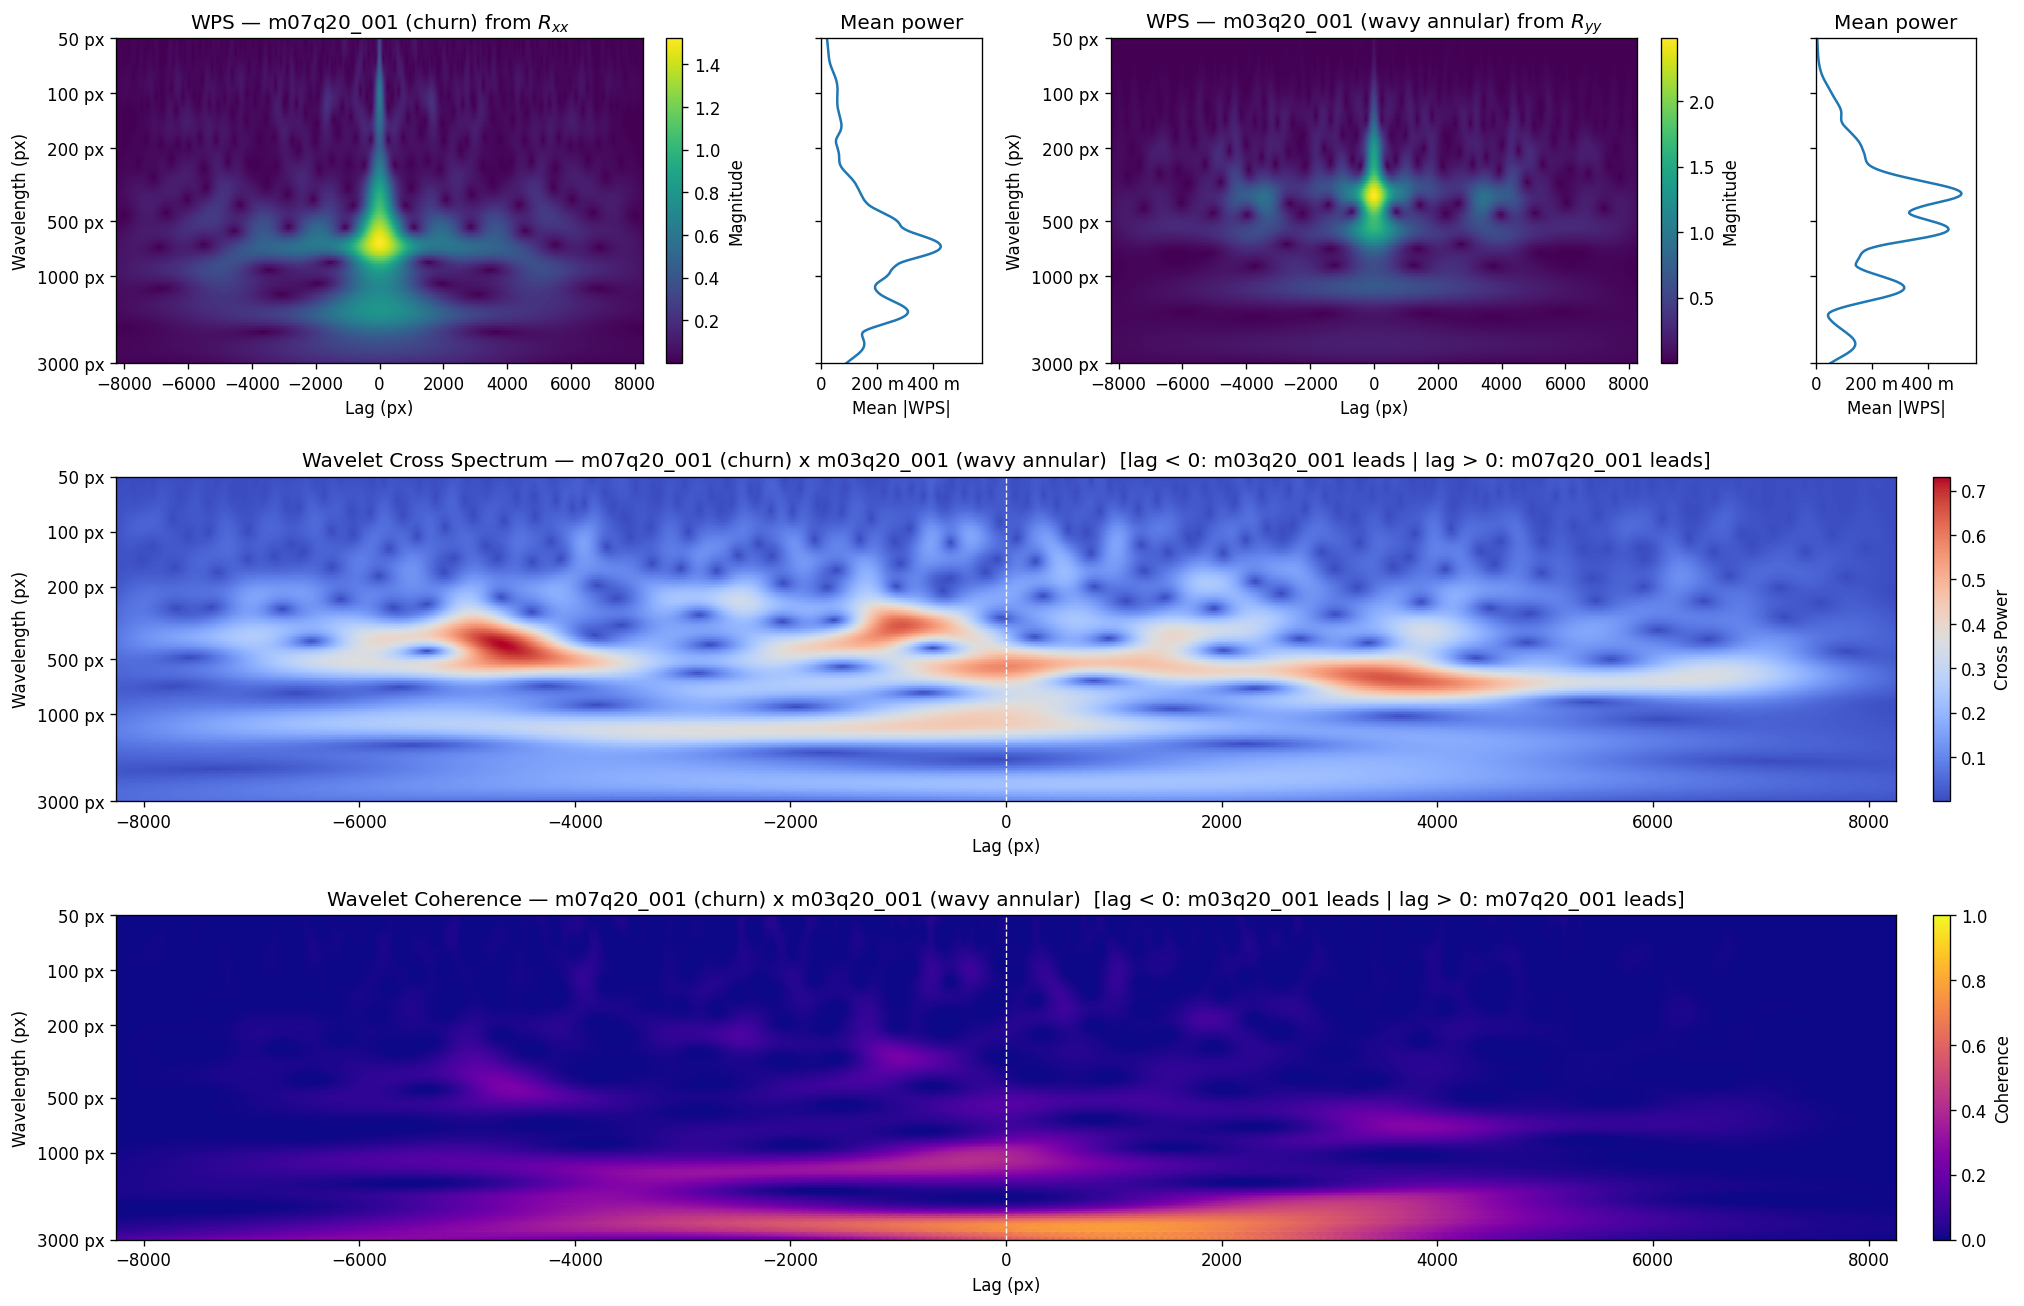 WPS — m07q20_001 (churn) from Rxx
50 px
100 px
200 px
500 px
1000 px
3000 px
Wavelength (px)
−8000 −6000 −4000 −2000 0 2000 4000 6000 8000
Lag (px)
1.4
1.2
1.0
0.8
0.6
0.4
0.2
Magnitude
Mean power
0 200 m 400 m
Mean |WPS|
WPS — m03q20_001 (wavy annular) from Ryy
50 px
100 px
200 px
500 px
1000 px
3000 px
Wavelength (px)
−8000 −6000 −4000 −2000 0 2000 4000 6000 8000
Lag (px)
2.0
1.5
1.0
0.5
Magnitude
Mean power
0 200 m 400 m
Mean |WPS|
Wavelet Cross Spectrum — m07q20_001 (churn) x m03q20_001 (wavy annular) [lag < 0: m03q20_001 leads | lag > 0: m07q20_001 leads]
50 px
100 px
200 px
500 px
1000 px
3000 px
Wavelength (px)
−8000 −6000 −4000 −2000 0 2000 4000 6000 8000
Lag (px)
0.7
0.6
0.5
0.4
0.3
0.2
0.1
Cross Power
Wavelet Coherence — m07q20_001 (churn) x m03q20_001 (wavy annular) [lag < 0: m03q20_001 leads | lag > 0: m07q20_001 leads]
50 px
100 px
200 px
500 px
1000 px
3000 px
Wavelength (px)
−8000 −6000 −4000 −2000 0 2000 4000 6000 8000
Lag (px)
1.0
0.8
0.6
0.4
0.2
0.0
Coherence